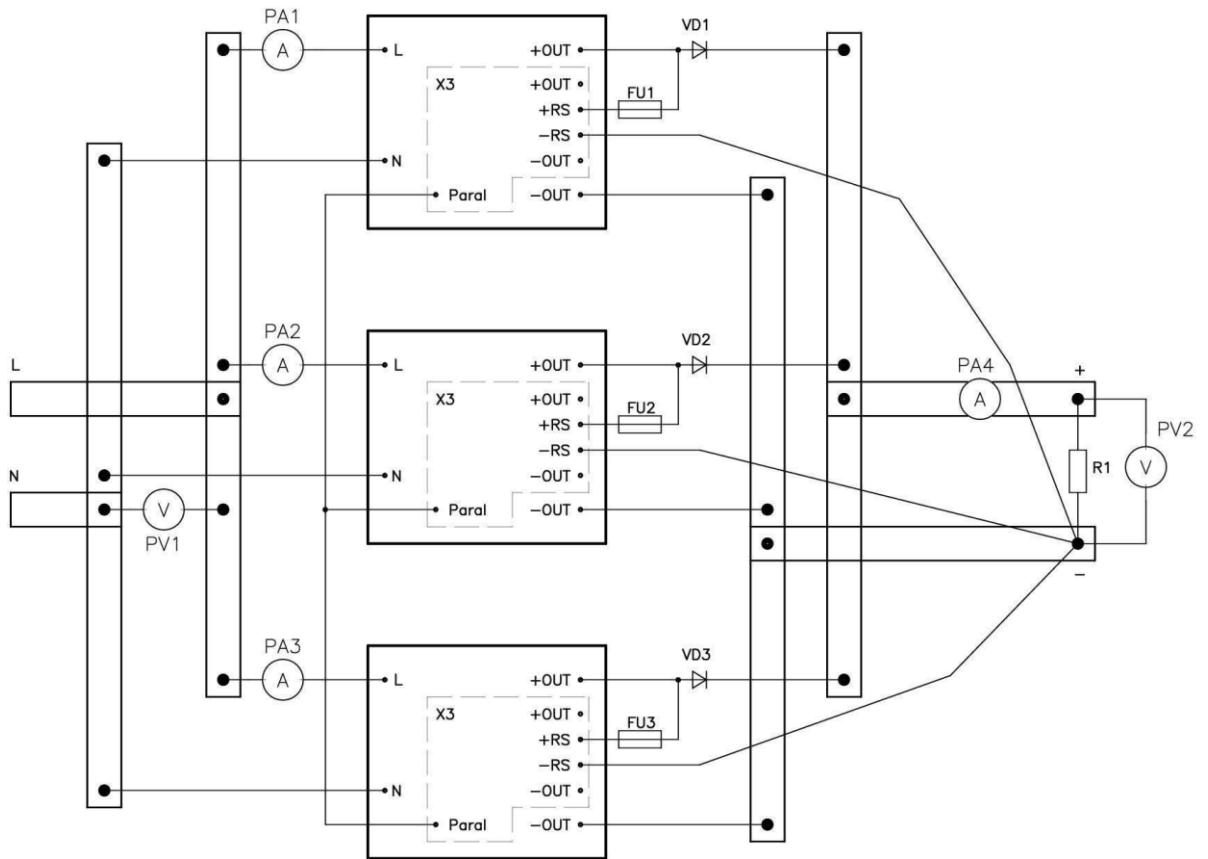 PA1
A
L
N
X3
Paral
+OUT
+OUT
+RS
-RS
-OUT
-OUT
FU1
VD1
L
N
PV1
V
PA2
A
L
N
X3
Paral
+OUT
+OUT
+RS
-RS
-OUT
-OUT
FU2
VD2
PA4
A
+
R1
V
PV2
-
PA3
A
L
N
X3
Paral
+OUT
+OUT
+RS
-RS
-OUT
-OUT
FU3
VD3